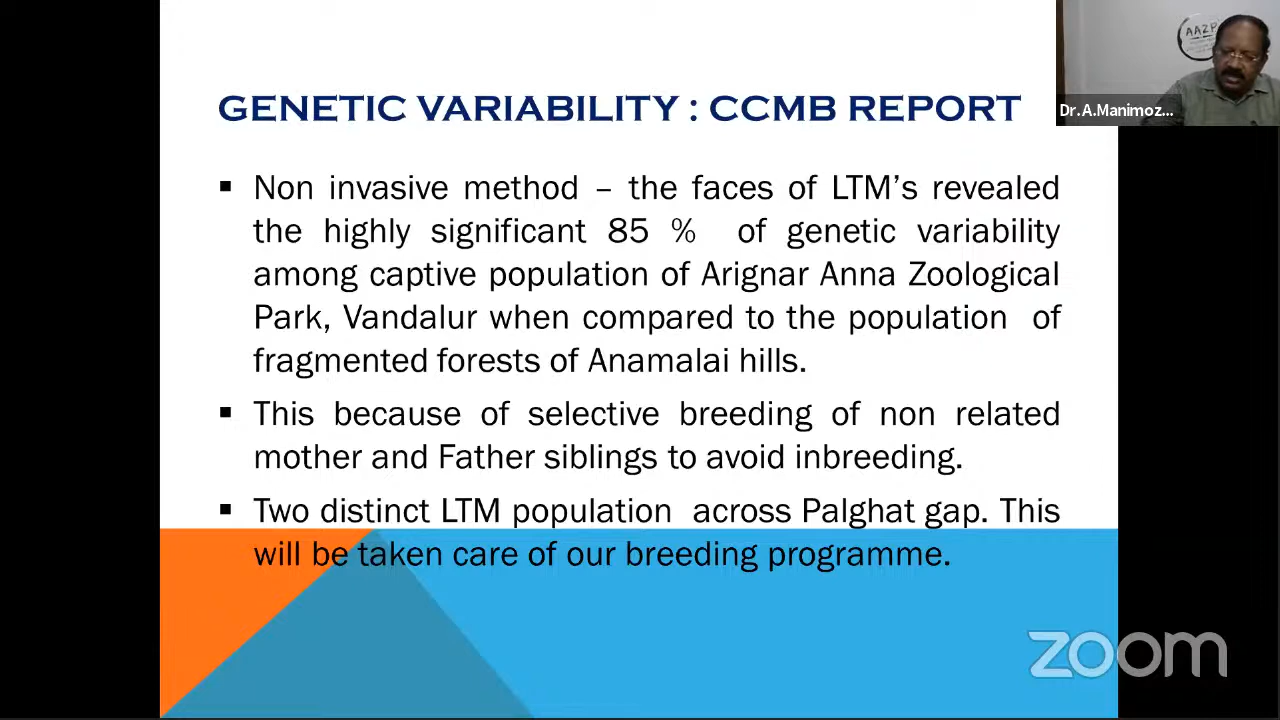 GENETIC VARIABILITY : CCMB REPORT
▪ Non invasive method – the faces of LTM's revealed
the highly significant 85 % of genetic variability
among captive population of Arignar Anna Zoological
Park, Vandalur when compared to the population of
fragmented forests of Anamalai hills.
▪ This because of selective breeding of non related
mother and Father siblings to avoid inbreeding.
▪ Two distinct LTM population across Palghat gap. This
will be taken care of our breeding programme.
AAZP
Dr.A.Manimoz...
zoom